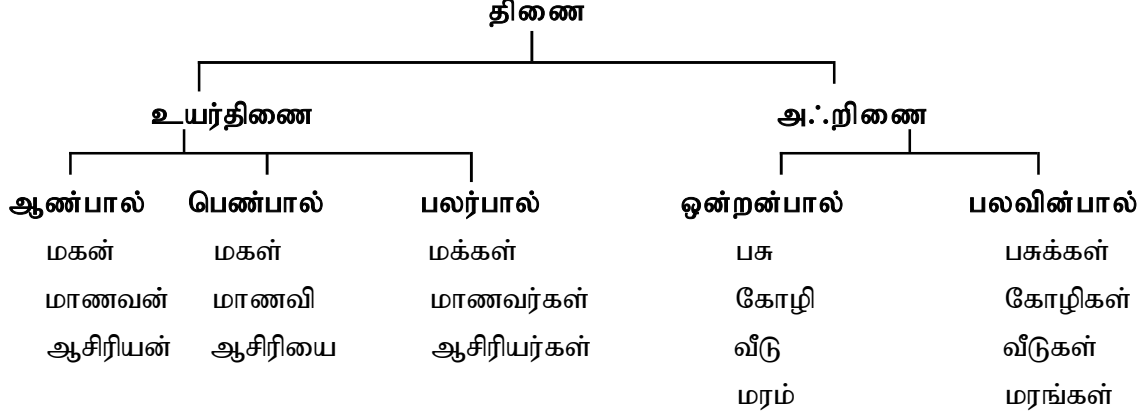 திணை
உயர்திணை அஃறிணை
ஆண்பால் பெண்பால் பலர்பால் ஒன்றன்பால் பலவின்பால்
மகன் மகள் மக்கள் பசு பசுக்கள்
மாணவன் மாணவி மாணவர்கள் கோழி கோழிகள்
ஆசிரியன் ஆசிரியை ஆசிரியர்கள் வீடு வீடுகள்
மரம் மரங்கள்